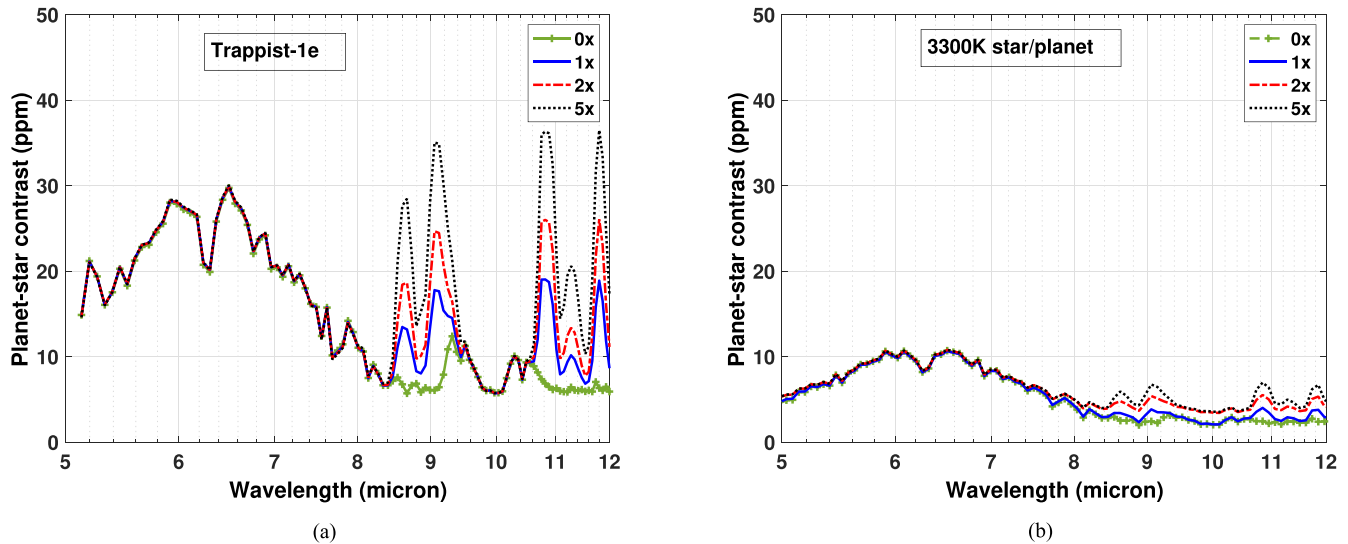 50
40
30
20
10
0
Planet-star contrast (ppm)
Trappist-1e
0x
1x
2x
5x
5 6 7 8 9 10 11 12
Wavelength (micron)
(a)
50
40
30
20
10
0
Planet-star contrast (ppm)
3300K star/planet
0x
1x
2x
5x
5 6 7 8 9 10 11 12
Wavelength (micron)
(b)